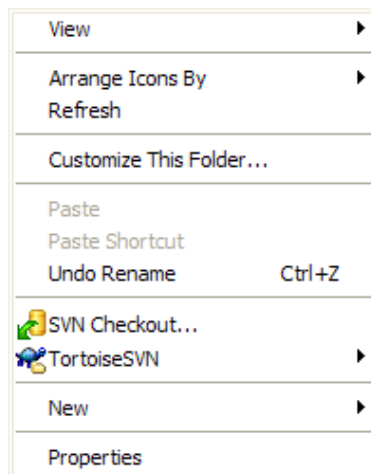 View
Arrange Icons By
Refresh
Customize This Folder...
Paste
Paste Shortcut
Undo Rename Ctrl+Z
SVN Checkout...
TortoiseSVN
New
Properties